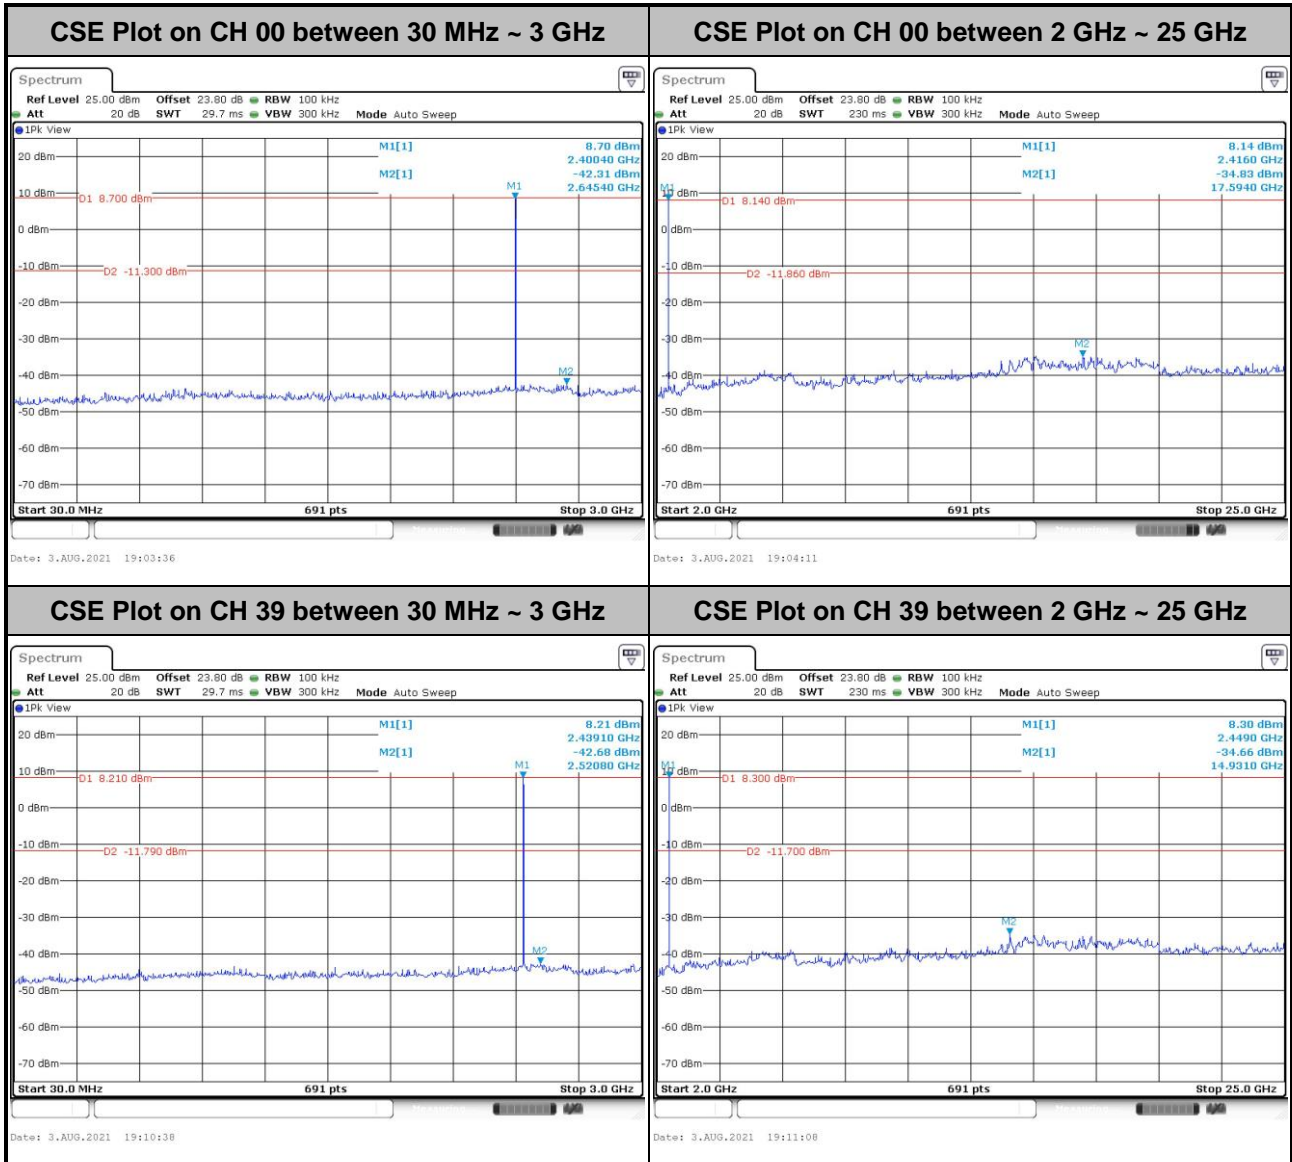 CSE Plot on CH 00 between 30 MHz ~ 3 GHz
Spectrum
Ref Level 25.00 dBm Offset 23.80 dB RBW 100 kHz
Att 20 dB SWT 29.7 ms VBW 300 kHz Mode Auto Sweep
1Pk View
M1[1] 8.70 dBm
2.40040 GHz
M2[1] -42.31 dBm
2.64540 GHz
20 dBm
10 dBm
M1
D1 8.700 dBm
0 dBm
-10 dBm
D2 -11.300 dBm
-20 dBm
-30 dBm
-40 dBm
M2
-50 dBm
-60 dBm
-70 dBm
Start 30.0 MHz 691 pts Stop 3.0 GHz
Date: 3.AUG.2021 19:03:36
CSE Plot on CH 00 between 2 GHz ~ 25 GHz
Spectrum
Ref Level 25.00 dBm Offset 23.80 dB RBW 100 kHz
Att 20 dB SWT 230 ms VBW 300 kHz Mode Auto Sweep
1Pk View
M1[1] 8.14 dBm
2.4160 GHz
M2[1] -34.83 dBm
17.5940 GHz
20 dBm
M1
10 dBm
D1 8.140 dBm
0 dBm
-10 dBm
D2 -11.860 dBm
-20 dBm
-30 dBm
M2
-40 dBm
-50 dBm
-60 dBm
-70 dBm
Start 2.0 GHz 691 pts Stop 25.0 GHz
Date: 3.AUG.2021 19:04:11
CSE Plot on CH 39 between 30 MHz ~ 3 GHz
Spectrum
Ref Level 25.00 dBm Offset 23.80 dB RBW 100 kHz
Att 20 dB SWT 29.7 ms VBW 300 kHz Mode Auto Sweep
1Pk View
M1[1] 8.21 dBm
2.43910 GHz
M2[1] -42.68 dBm
2.52080 GHz
20 dBm
10 dBm
M1
D1 8.210 dBm
0 dBm
-10 dBm
D2 -11.790 dBm
-20 dBm
-30 dBm
-40 dBm
M2
-50 dBm
-60 dBm
-70 dBm
Start 30.0 MHz 691 pts Stop 3.0 GHz
Date: 3.AUG.2021 19:10:38
CSE Plot on CH 39 between 2 GHz ~ 25 GHz
Spectrum
Ref Level 25.00 dBm Offset 23.80 dB RBW 100 kHz
Att 20 dB SWT 230 ms VBW 300 kHz Mode Auto Sweep
1Pk View
M1[1] 8.30 dBm
2.4490 GHz
M2[1] -34.66 dBm
14.9310 GHz
20 dBm
M1
10 dBm
D1 8.300 dBm
0 dBm
-10 dBm
D2 -11.700 dBm
-20 dBm
-30 dBm
M2
-40 dBm
-50 dBm
-60 dBm
-70 dBm
Start 2.0 GHz 691 pts Stop 25.0 GHz
Date: 3.AUG.2021 19:11:08